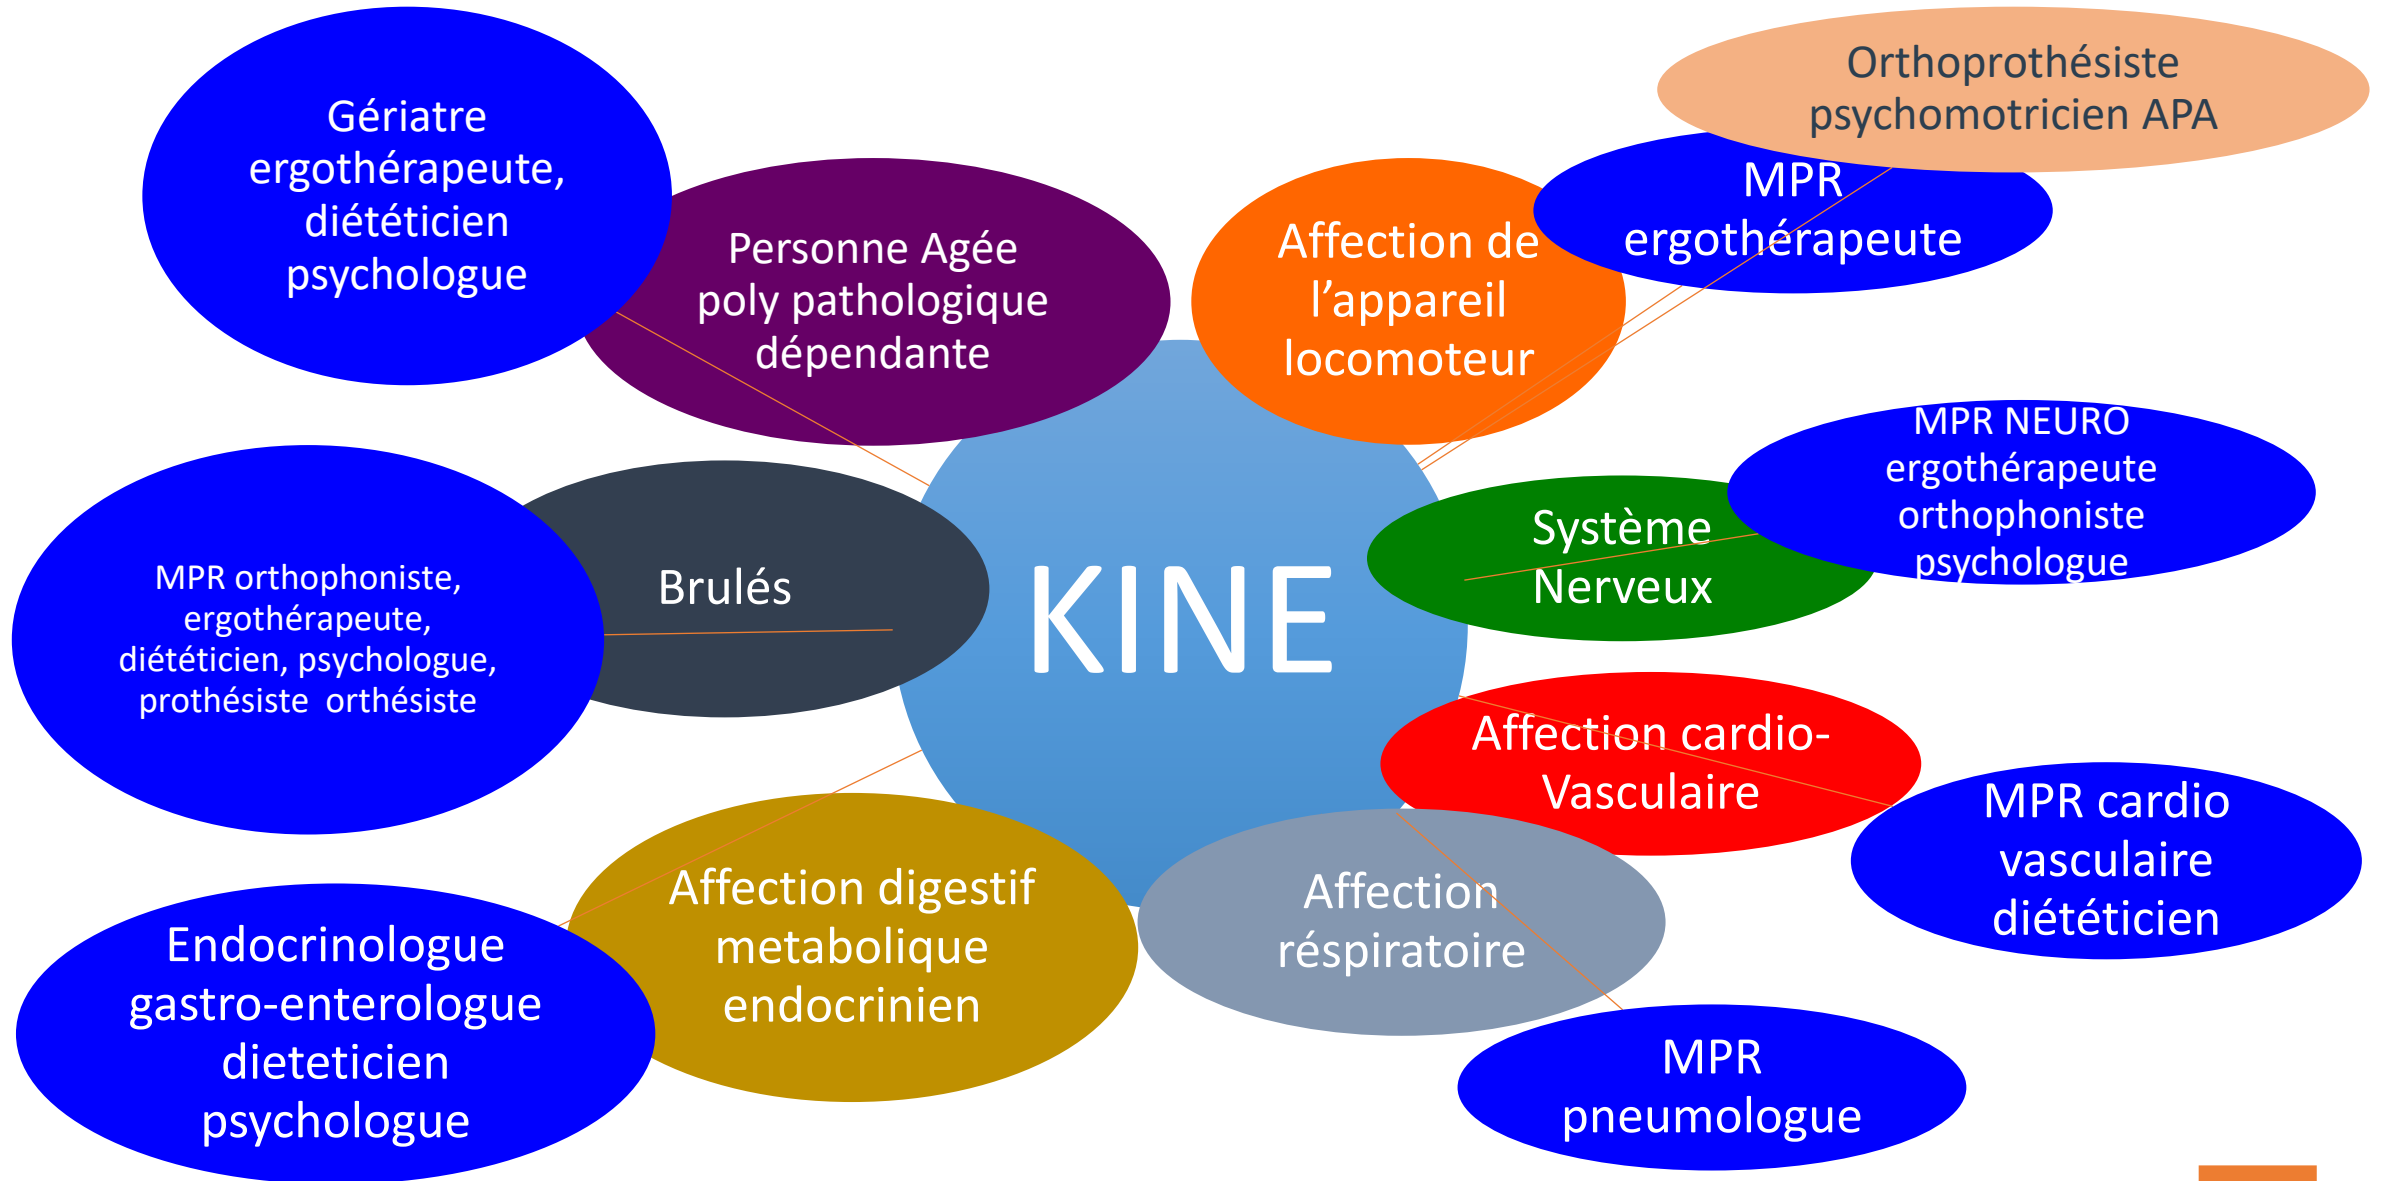 Gériatre
ergothérapeute,
diététicien
psychologue
Personne Agée
poly pathologique
dépendante
Affection de
l’appareil
locomoteur
Orthoprothésiste
psychomotricien APA
MPR
ergothérapeute
MPR NEURO
ergothérapeute
orthophoniste
psychologue
Système
Nerveux
KINE
Brulés
MPR orthophoniste,
ergothérapeute,
diététicien, psychologue,
prothésiste  orthésiste
Affection cardio-
Vasculaire
MPR cardio
vasculaire
diététicien
Affection digestif
metabolique
endocrinien
Affection
réspiratoire
Endocrinologue
gastro-enterologue
dieteticien
psychologue
MPR
pneumologue